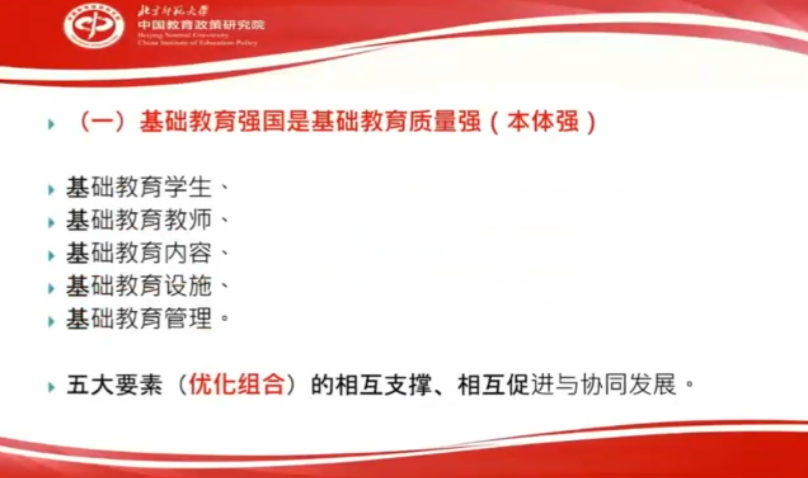 北京师范大学
中国教育政策研究院
Beijing Normal University
China Institute of Education Policy
（一）基础教育强国是基础教育质量强（本体强）
基础教育学生、
基础教育教师、
基础教育内容、
基础教育设施、
基础教育管理。
五大要素（优化组合）的相互支撑、相互促进与协同发展。